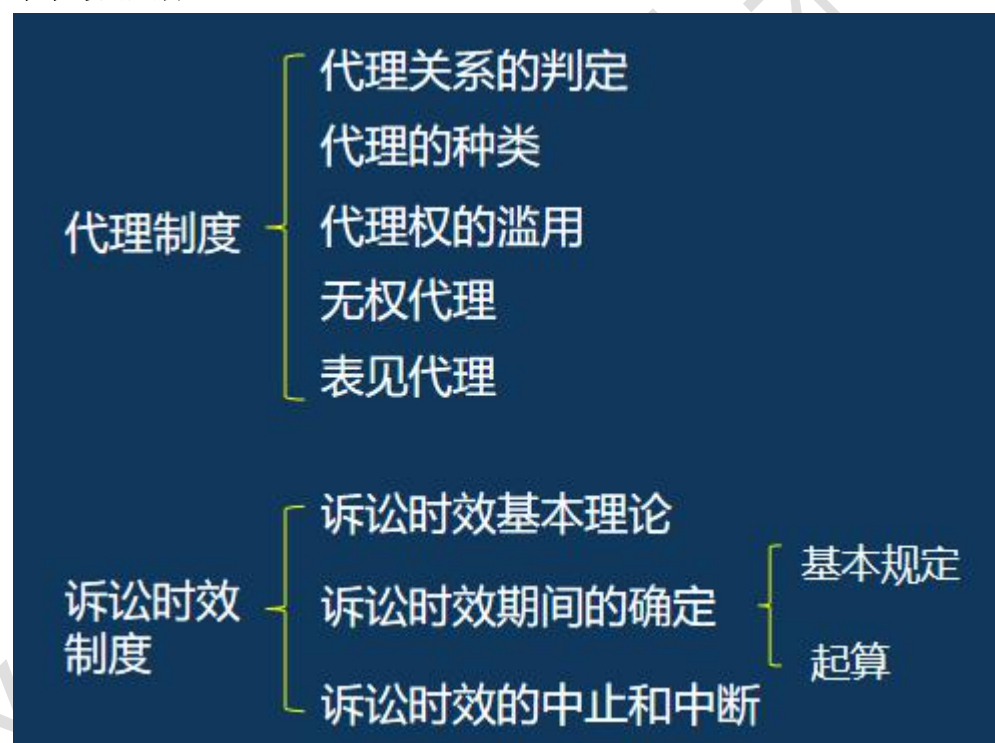 代理制度
代理关系的判定
代理的种类
代理权的滥用
无权代理
表见代理
诉讼时效
制度
诉讼时效基本理论
诉讼时效期间的确定
基本规定
起算
诉讼时效的中止和中断